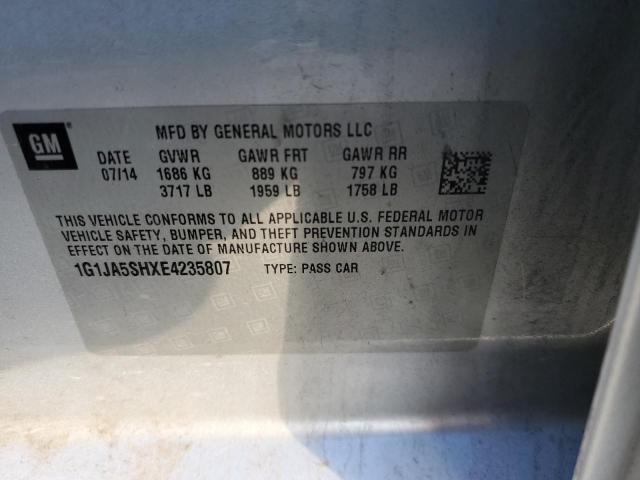 GM
MFD BY GENERAL MOTORS LLC
DATE GVWR GAWR FRT GAWR RR
07/14 1686 KG 889 KG 797 KG
3717 LB 1959 LB 1758 LB
THIS VEHICLE CONFORMS TO ALL APPLICABLE U.S. FEDERAL MOTOR
VEHICLE SAFETY, BUMPER, AND THEFT PREVENTION STANDARDS IN
EFFECT ON THE DATE OF MANUFACTURE SHOWN ABOVE.
1G1JA5SHXE4235807 TYPE: PASS CAR